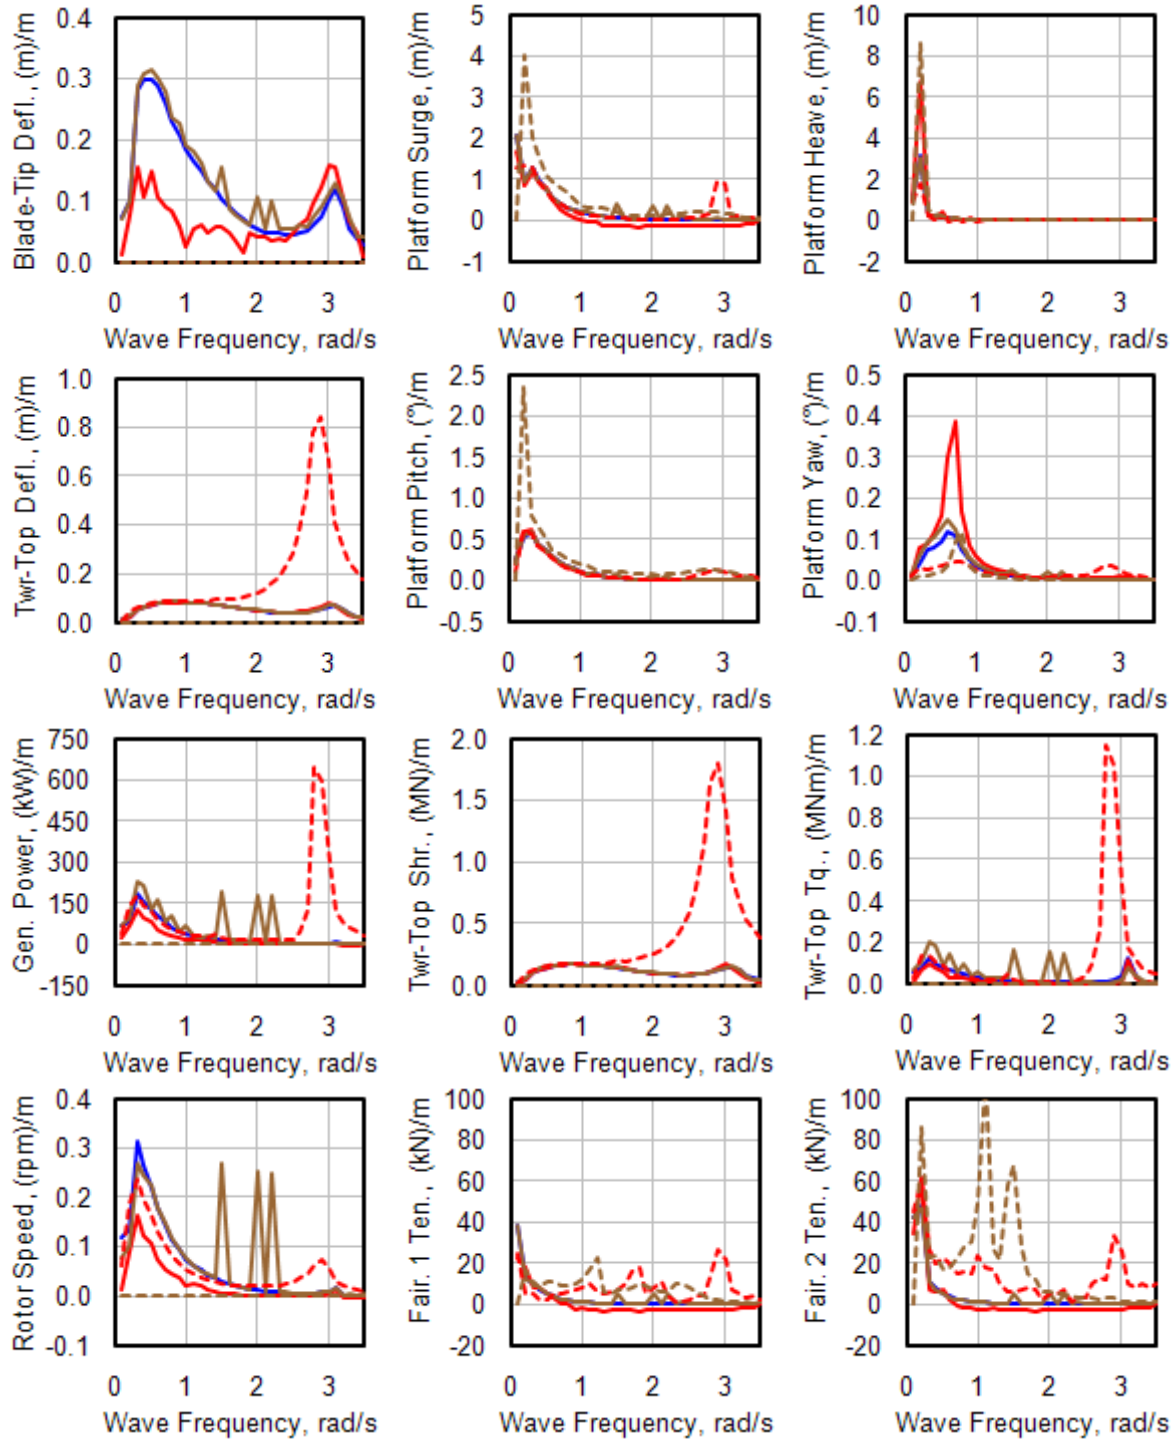 Blade-Tip Defl., (m)/m
0.4
0.3
0.2
0.1
0.0
0 1 2 3
Wave Frequency, rad/s
Platform Surge, (m)/m
5
4
3
2
1
0
-1
0 1 2 3
Wave Frequency, rad/s
Platform Heave, (m)/m
10
8
6
4
2
0
-2
0 1 2 3
Wave Frequency, rad/s
Twr-Top Defl., (m)/m
1.0
0.8
0.6
0.4
0.2
0.0
0 1 2 3
Wave Frequency, rad/s
Platform Pitch, (°)/m
2.5
2.0
1.5
1.0
0.5
0.0
-0.5
0 1 2 3
Wave Frequency, rad/s
Platform Yaw, (°)/m
0.5
0.4
0.3
0.2
0.1
0.0
-0.1
0 1 2 3
Wave Frequency, rad/s
Gen. Power, (kW)/m
750
600
450
300
150
0
-150
0 1 2 3
Wave Frequency, rad/s
Twr-Top Shr., (MN)/m
2.0
1.5
1.0
0.5
0.0
0 1 2 3
Wave Frequency, rad/s
Twr-Top Tq., (MNm)/m
1.2
1.0
0.8
0.6
0.4
0.2
0.0
0 1 2 3
Wave Frequency, rad/s
Rotor Speed, (rpm)/m
0.4
0.3
0.2
0.1
0.0
-0.1
0 1 2 3
Wave Frequency, rad/s
Fair. 1 Ten., (kN)/m
100
80
60
40
20
0
-20
0 1 2 3
Wave Frequency, rad/s
Fair. 2 Ten., (kN)/m
100
80
60
40
20
0
-20
0 1 2 3
Wave Frequency, rad/s